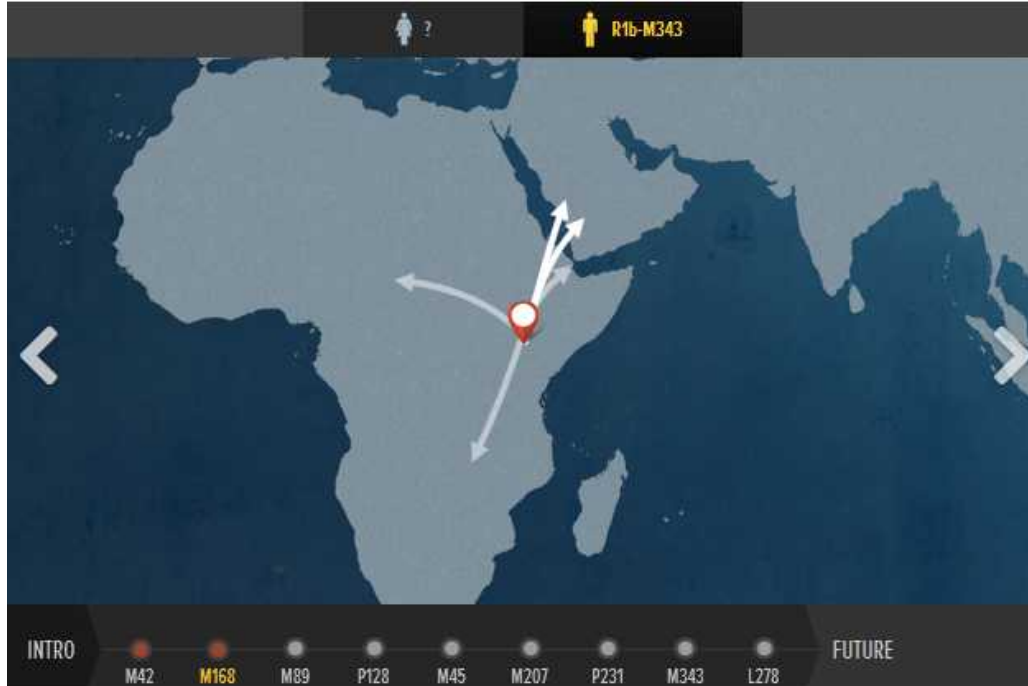 ?
R1b-M343
INTRO
M42
M168
M89
P128
M45
M207
P231
M343
L278
FUTURE